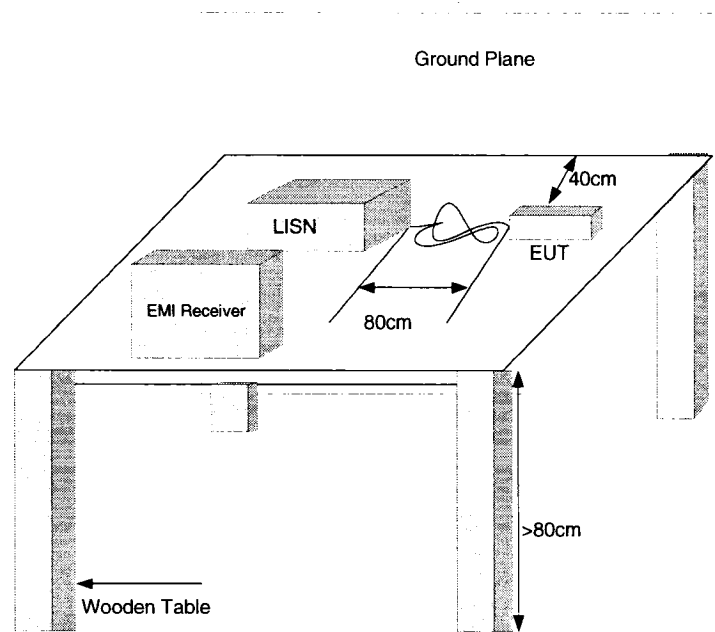 Ground Plane
40cm
LISN
EUT
EMI Receiver
80cm
>80cm
Wooden Table